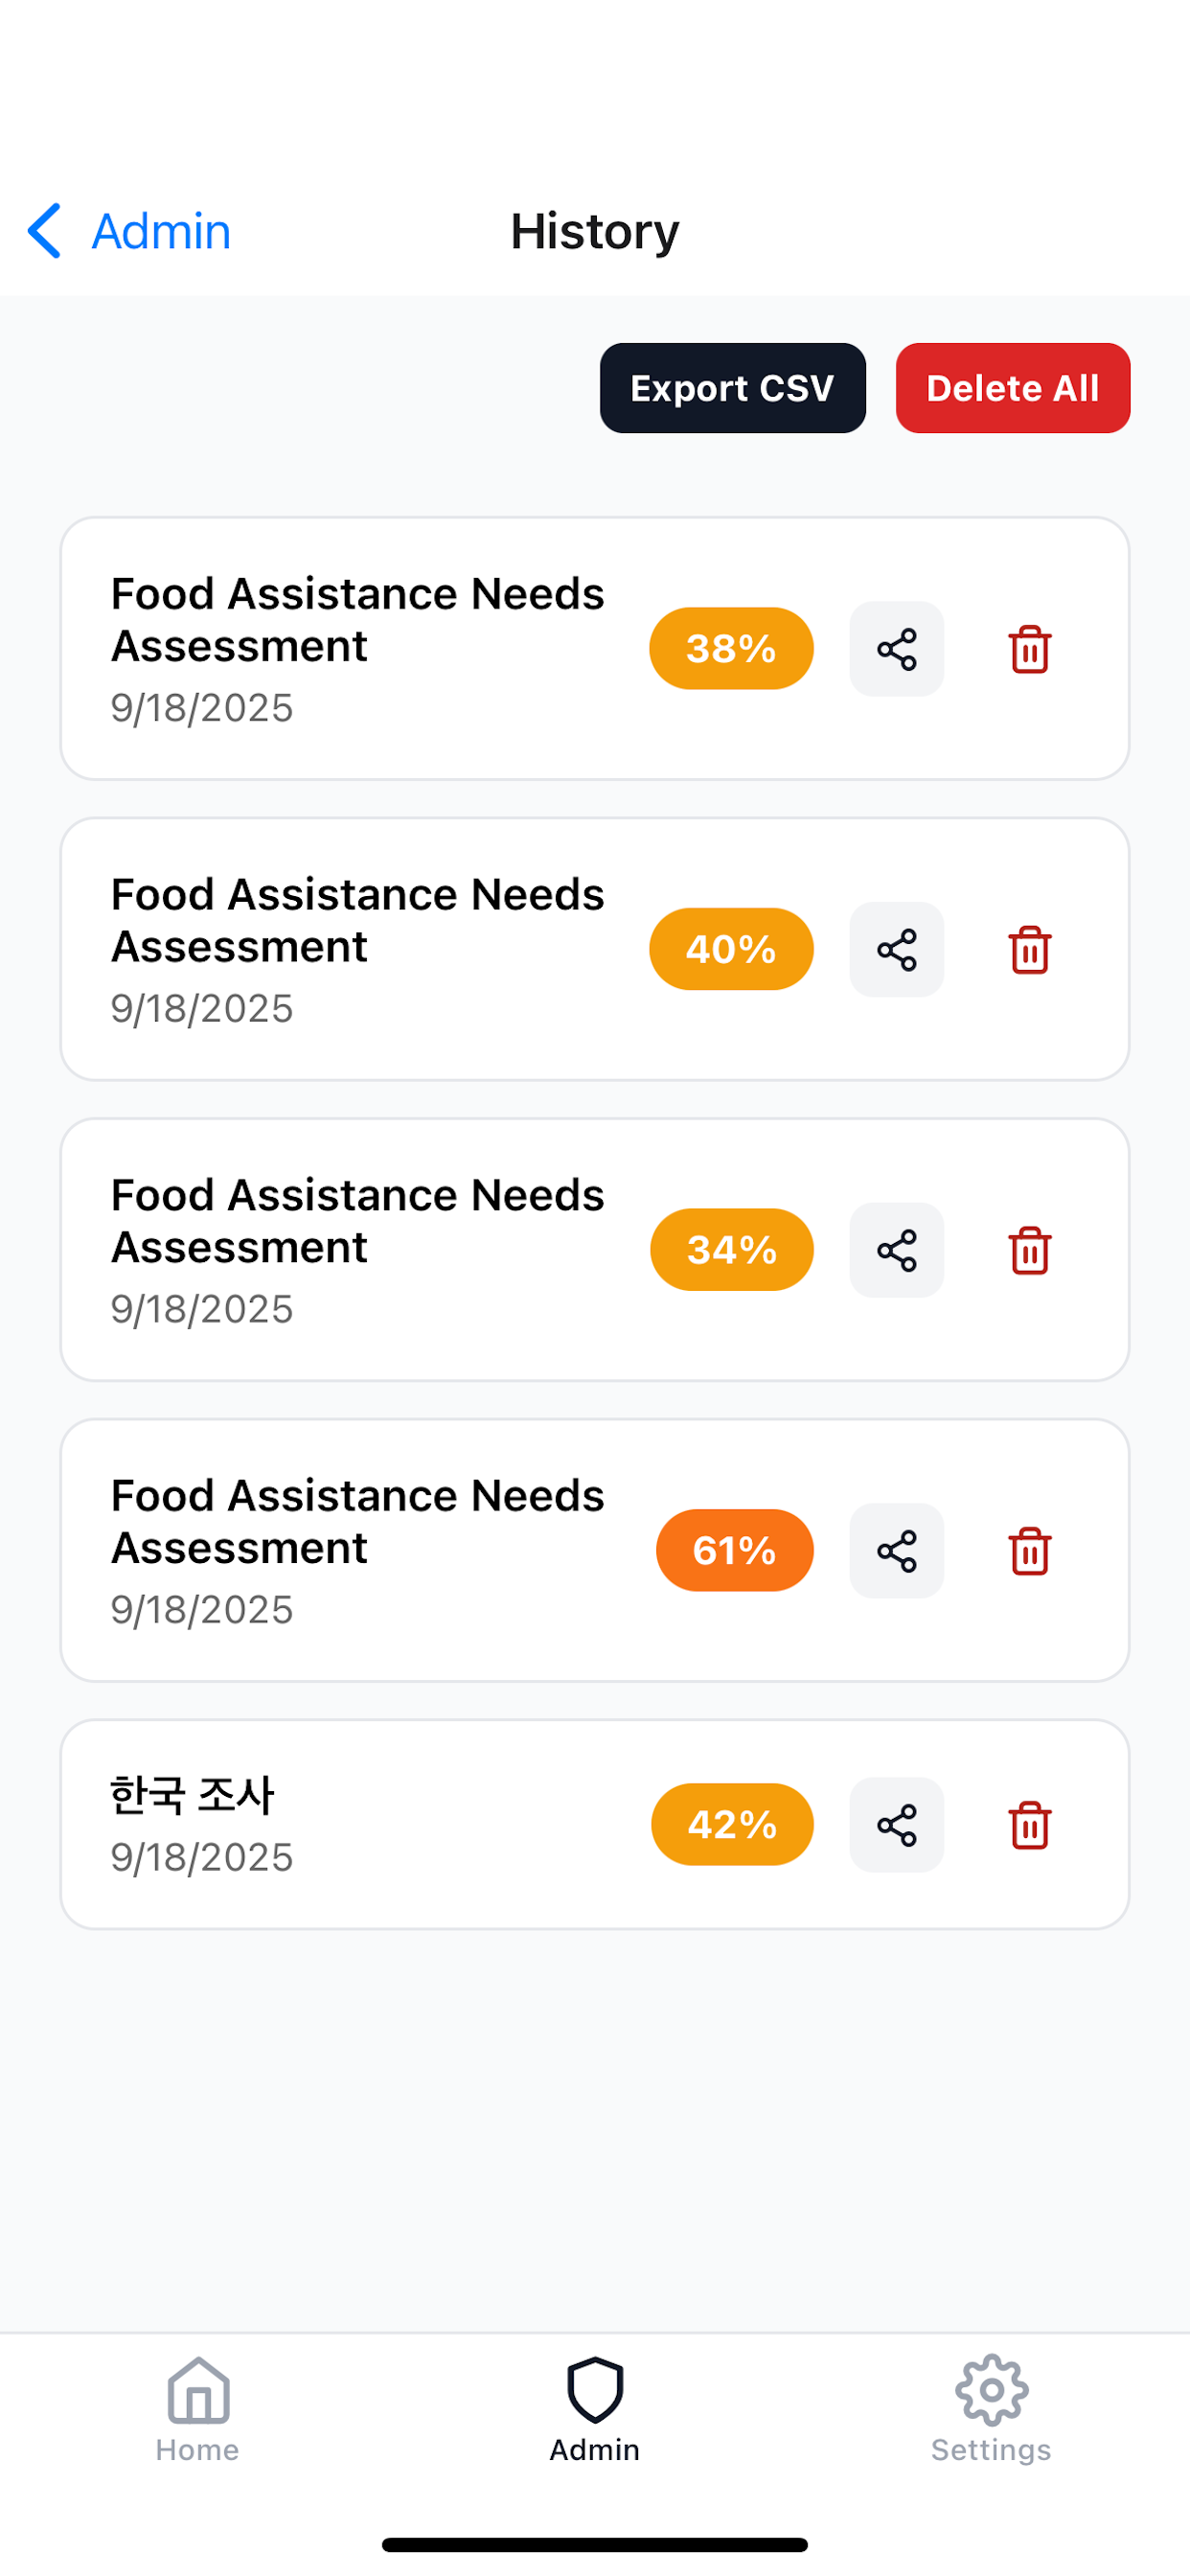 Admin
History
Export CSV
Delete All
Food Assistance Needs
Assessment
9/18/2025
38%
Food Assistance Needs
Assessment
9/18/2025
40%
Food Assistance Needs
Assessment
9/18/2025
34%
Food Assistance Needs
Assessment
9/18/2025
61%
한국 조사
9/18/2025
42%
Home
Admin
Settings